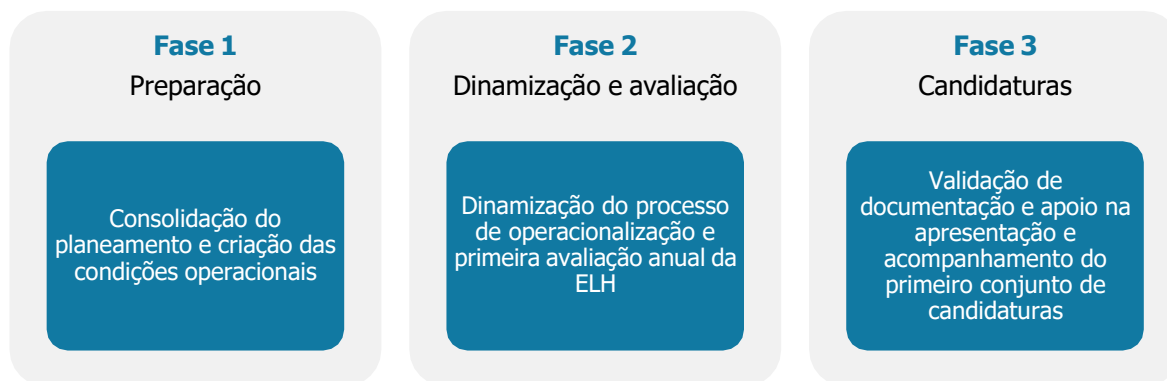 Fase 1
Preparação
Consolidação do
planeamento e criação das
condições operacionais
Fase 2
Dinamização e avaliação
Dinamização do processo
de operacionalização e
primeira avaliação anual da
ELH
Fase 3
Candidaturas
Validação de
documentação e apoio na
apresentação e
acompanhamento do
primeiro conjunto de
candidaturas